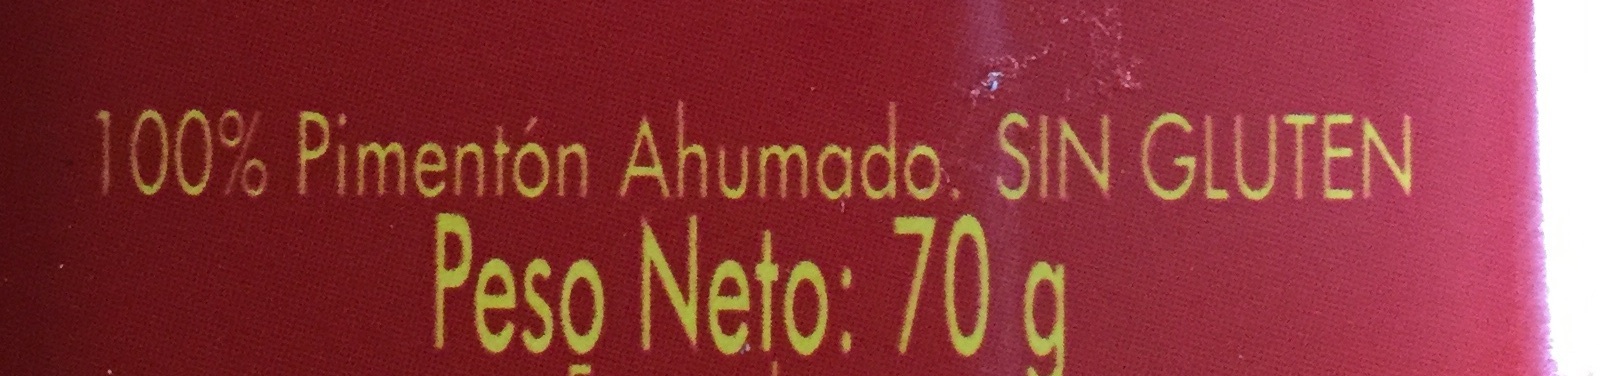 100% Pimentón Ahumado. SIN GLUTEN
Peso Neto: 70 g